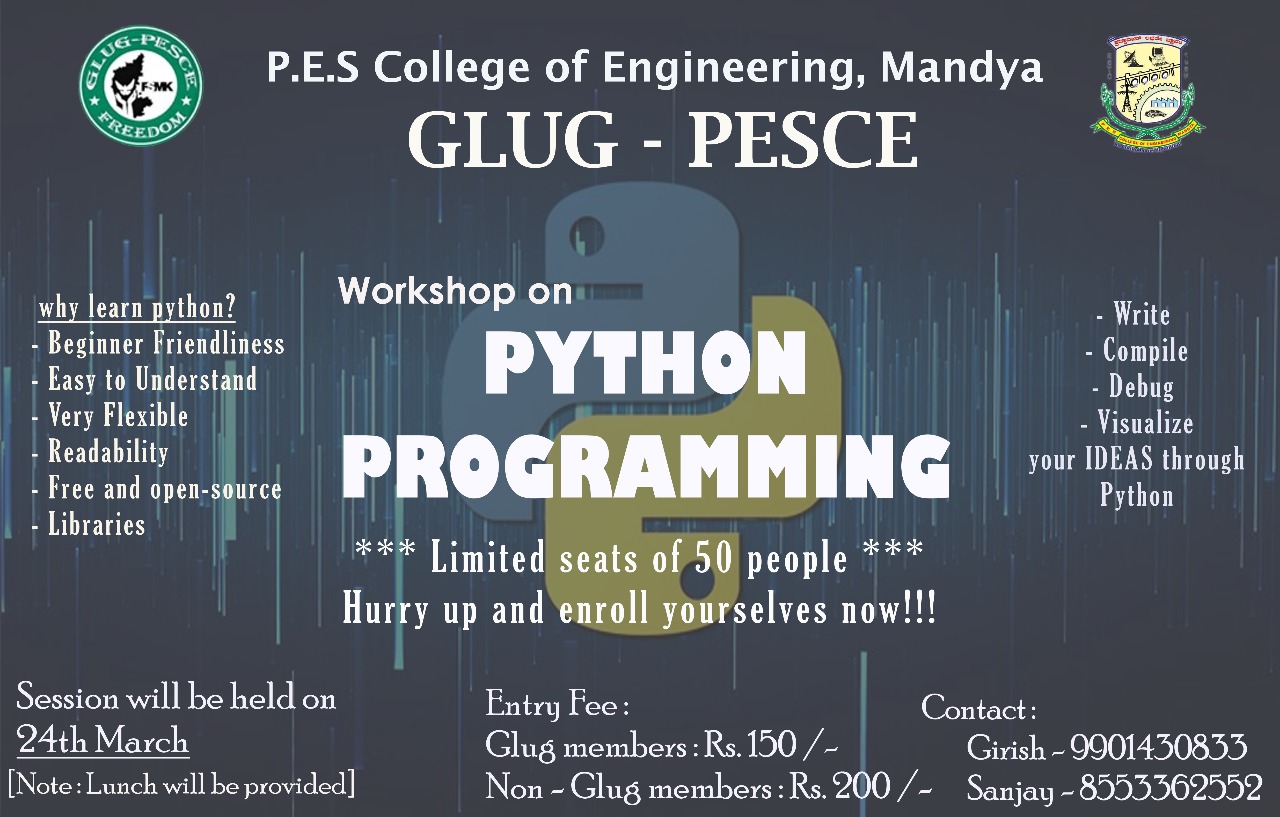 GLUG-PESCE
FSMK
FREEDOM
P.E.S College of Engineering, Mandya
GLUG - PESCE
Workshop on
PYTHON
PROGRAMMING
*** Limited seats of 50 people ***
Hurry up and enroll yourselves now!!!
why learn python?
- Beginner Friendliness
- Easy to Understand
- Very Flexible
- Readability
- Free and open-source
- Libraries
- Write
- Compile
- Debug
- Visualize
your IDEAS through
Python
Session will be held on
24th March
[Note : Lunch will be provided]
Entry Fee :
Glug members : Rs. 150 /-
Non - Glug members : Rs. 200 /-
Contact :
Girish - 9901430833
Sanjay - 8553362552